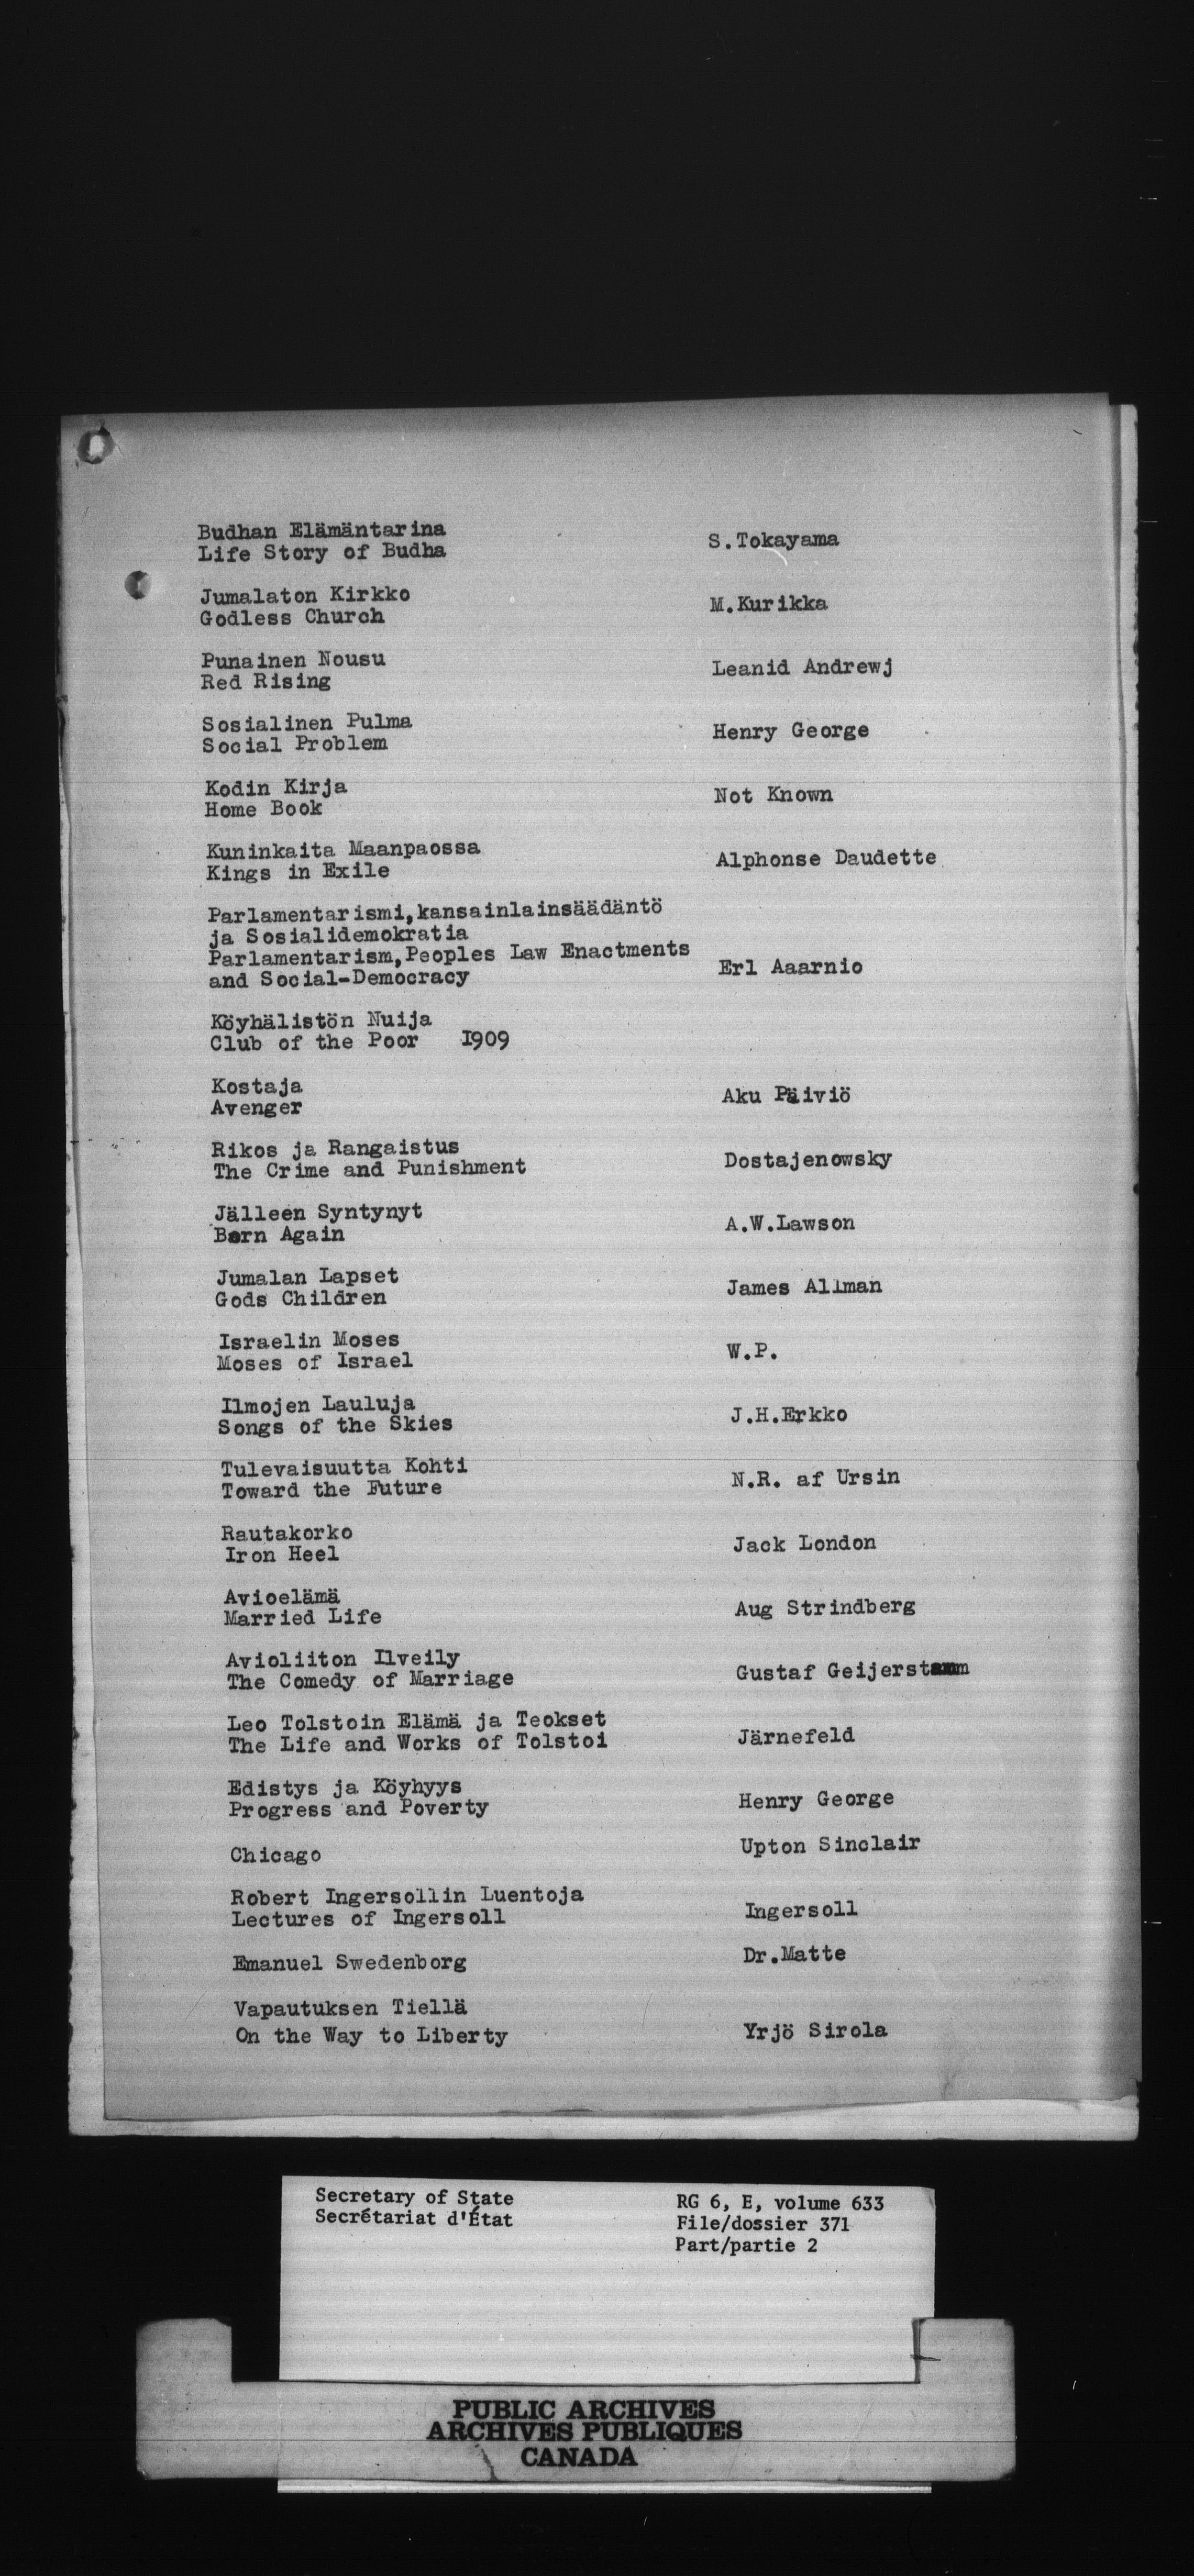 Budhan Elämäntarina
Life Story of Budha
S.Tokayama
Jumalaton Kirkko
Godless Church
M.Kurikka
Punainen Nousu
Red Rising
Leanid Andrewj
Sosialinen Pulma
Social Problem
Henry George
Kodin Kirja
Home Book
Not Known
Kuninkaita Maanpaossa
Kings in Exile
Alphonse Daudette
Parlamentarismi,kansainlainsäädäntö
ja Sosialidemokratia
Parlamentarism,Peoples Law Enactments
and Social-Democracy
Erl Aaarnio
Köyhälistön Nuija
Club of the Poor 1909
Kostaja
Avenger
Aku Päiviö
Rikos ja Rangaistus
The Crime and Punishment
Dostajenowsky
Jälleen Syntynyt
Born Again
A.W.Lawson
Jumalan Lapset
Gods Children
James Allman
Israelin Moses
Moses of Israel
W.P.
Ilmojen Lauluja
Songs of the Skies
J.H.Erkko
Tulevaisuutta Kohti
Toward the Future
N.R. af Ursin
Rautakorko
Iron Heel
Jack London
Avioelämä
Married Life
Aug Strindberg
Avioliiton Ilveily
The Comedy of Marriage
Gustaf Geijerstamm
Leo Tolstoin Elämä ja Teokset
The Life and Works of Tolstoi
Järnefeld
Edistys ja Köyhyys
Progress and Poverty
Henry George
Chicago
Upton Sinclair
Robert Ingersollin Luentoja
Lectures of Ingersoll
Ingersoll
Emanuel Swedenborg
Dr.Matte
Vapautuksen Tiellä
On the Way to Liberty
Yrjö Sirola
Secretary of State
Secrétariat d'État
RG 6, E, volume 633
File/dossier 371
Part/partie 2
PUBLIC ARCHIVES
ARCHIVES PUBLIQUES
CANADA